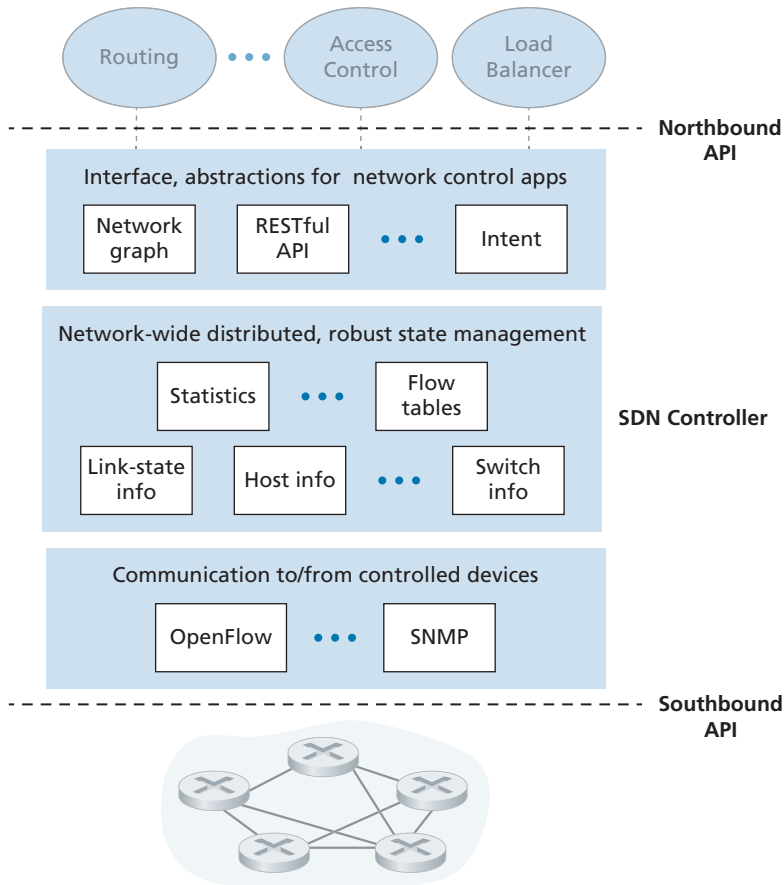 Routing
Access
Control
Load
Balancer
Northbound
API
Interface, abstractions for network control apps
Network
graph
RESTful
API
Intent
Network-wide distributed, robust state management
Statistics
Flow
tables
SDN Controller
Link-state
info
Host info
Switch
info
Communication to/from controlled devices
OpenFlow
SNMP
Southbound
API